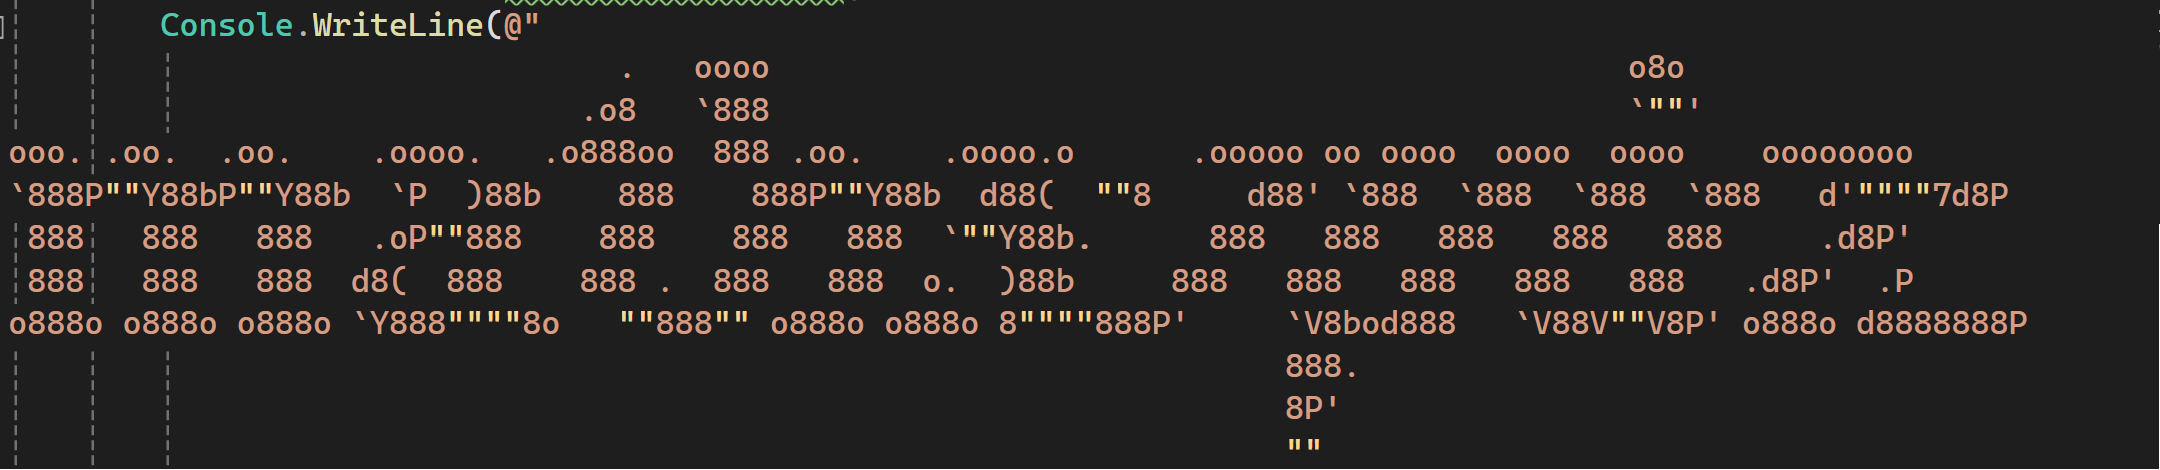 Console.WriteLine(@"
                                 .   oooo                                              o8o
                               .o8   `888                                              `""'
ooo. .oo.  .oo.    .oooo.   .o888oo  888 .oo.    .oooo.o      .ooooo oo oooo  oooo  oooo    oooooooo
`888P""Y88bP""Y88b  `P  )88b    888    888P""Y88b  d88(  ""8     d88' `888  `888  `888  `888   d'""""7d8P
 888   888   888   .oP""888    888    888   888  `""Y88b.      888   888   888   888   888     .d8P'
 888   888   888  d8(  888    888 .  888   888  o.  )88b     888   888   888   888   888   .d8P'  .P
o888o o888o o888o `Y888""""8o   ""888"" o888o o888o 8""""888P'     `V8bod888   `V88V""V8P' o888o d8888888P
                                                                   888.
                                                                   8P'
                                                                   ""